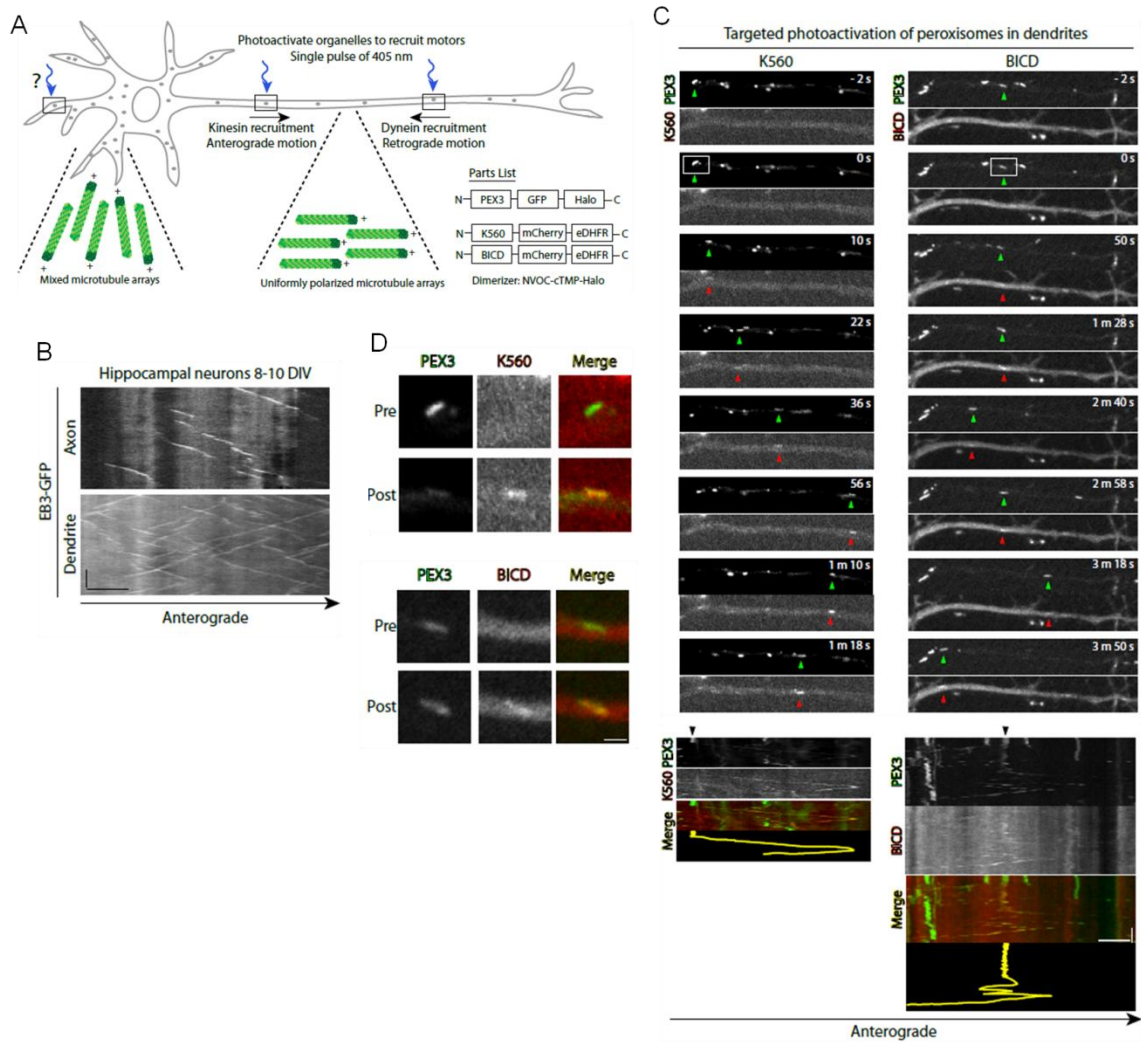 A
Photoactivate organelles to recruit motors
Single pulse of 405 nm
?
Kinesin recruitment
Anterograde motion
Dynein recruitment
Retrograde motion
+ + + +
+ + +
Mixed microtubule arrays
+
+
+
+
+
Uniformly polarized microtubule arrays
Parts List
N- PEX3 GFP Halo -C
N- K560 mCherry eDHFR -C
N- BICD mCherry eDHFR -C
Dimerizer: NVOC-cTMP-Halo
B
Hippocampal neurons 8-10 DIV
EB3-GFP
Axon
Dendrite
Anterograde
D
PEX3 K560 Merge
Pre
Post
PEX3 BICD Merge
Pre
Post
C
Targeted photoactivation of peroxisomes in dendrites
K560
PEX3
K560
- 2 s
0 s
10 s
22 s
36 s
56 s
1 m 10 s
1 m 18 s
PEX3
K560
Merge
BICD
PEX3
BICD
- 2 s
0 s
50 s
1 m 28 s
2 m 40 s
2 m 58 s
3 m 18 s
3 m 50 s
PEX3
BICD
Merge
Anterograde